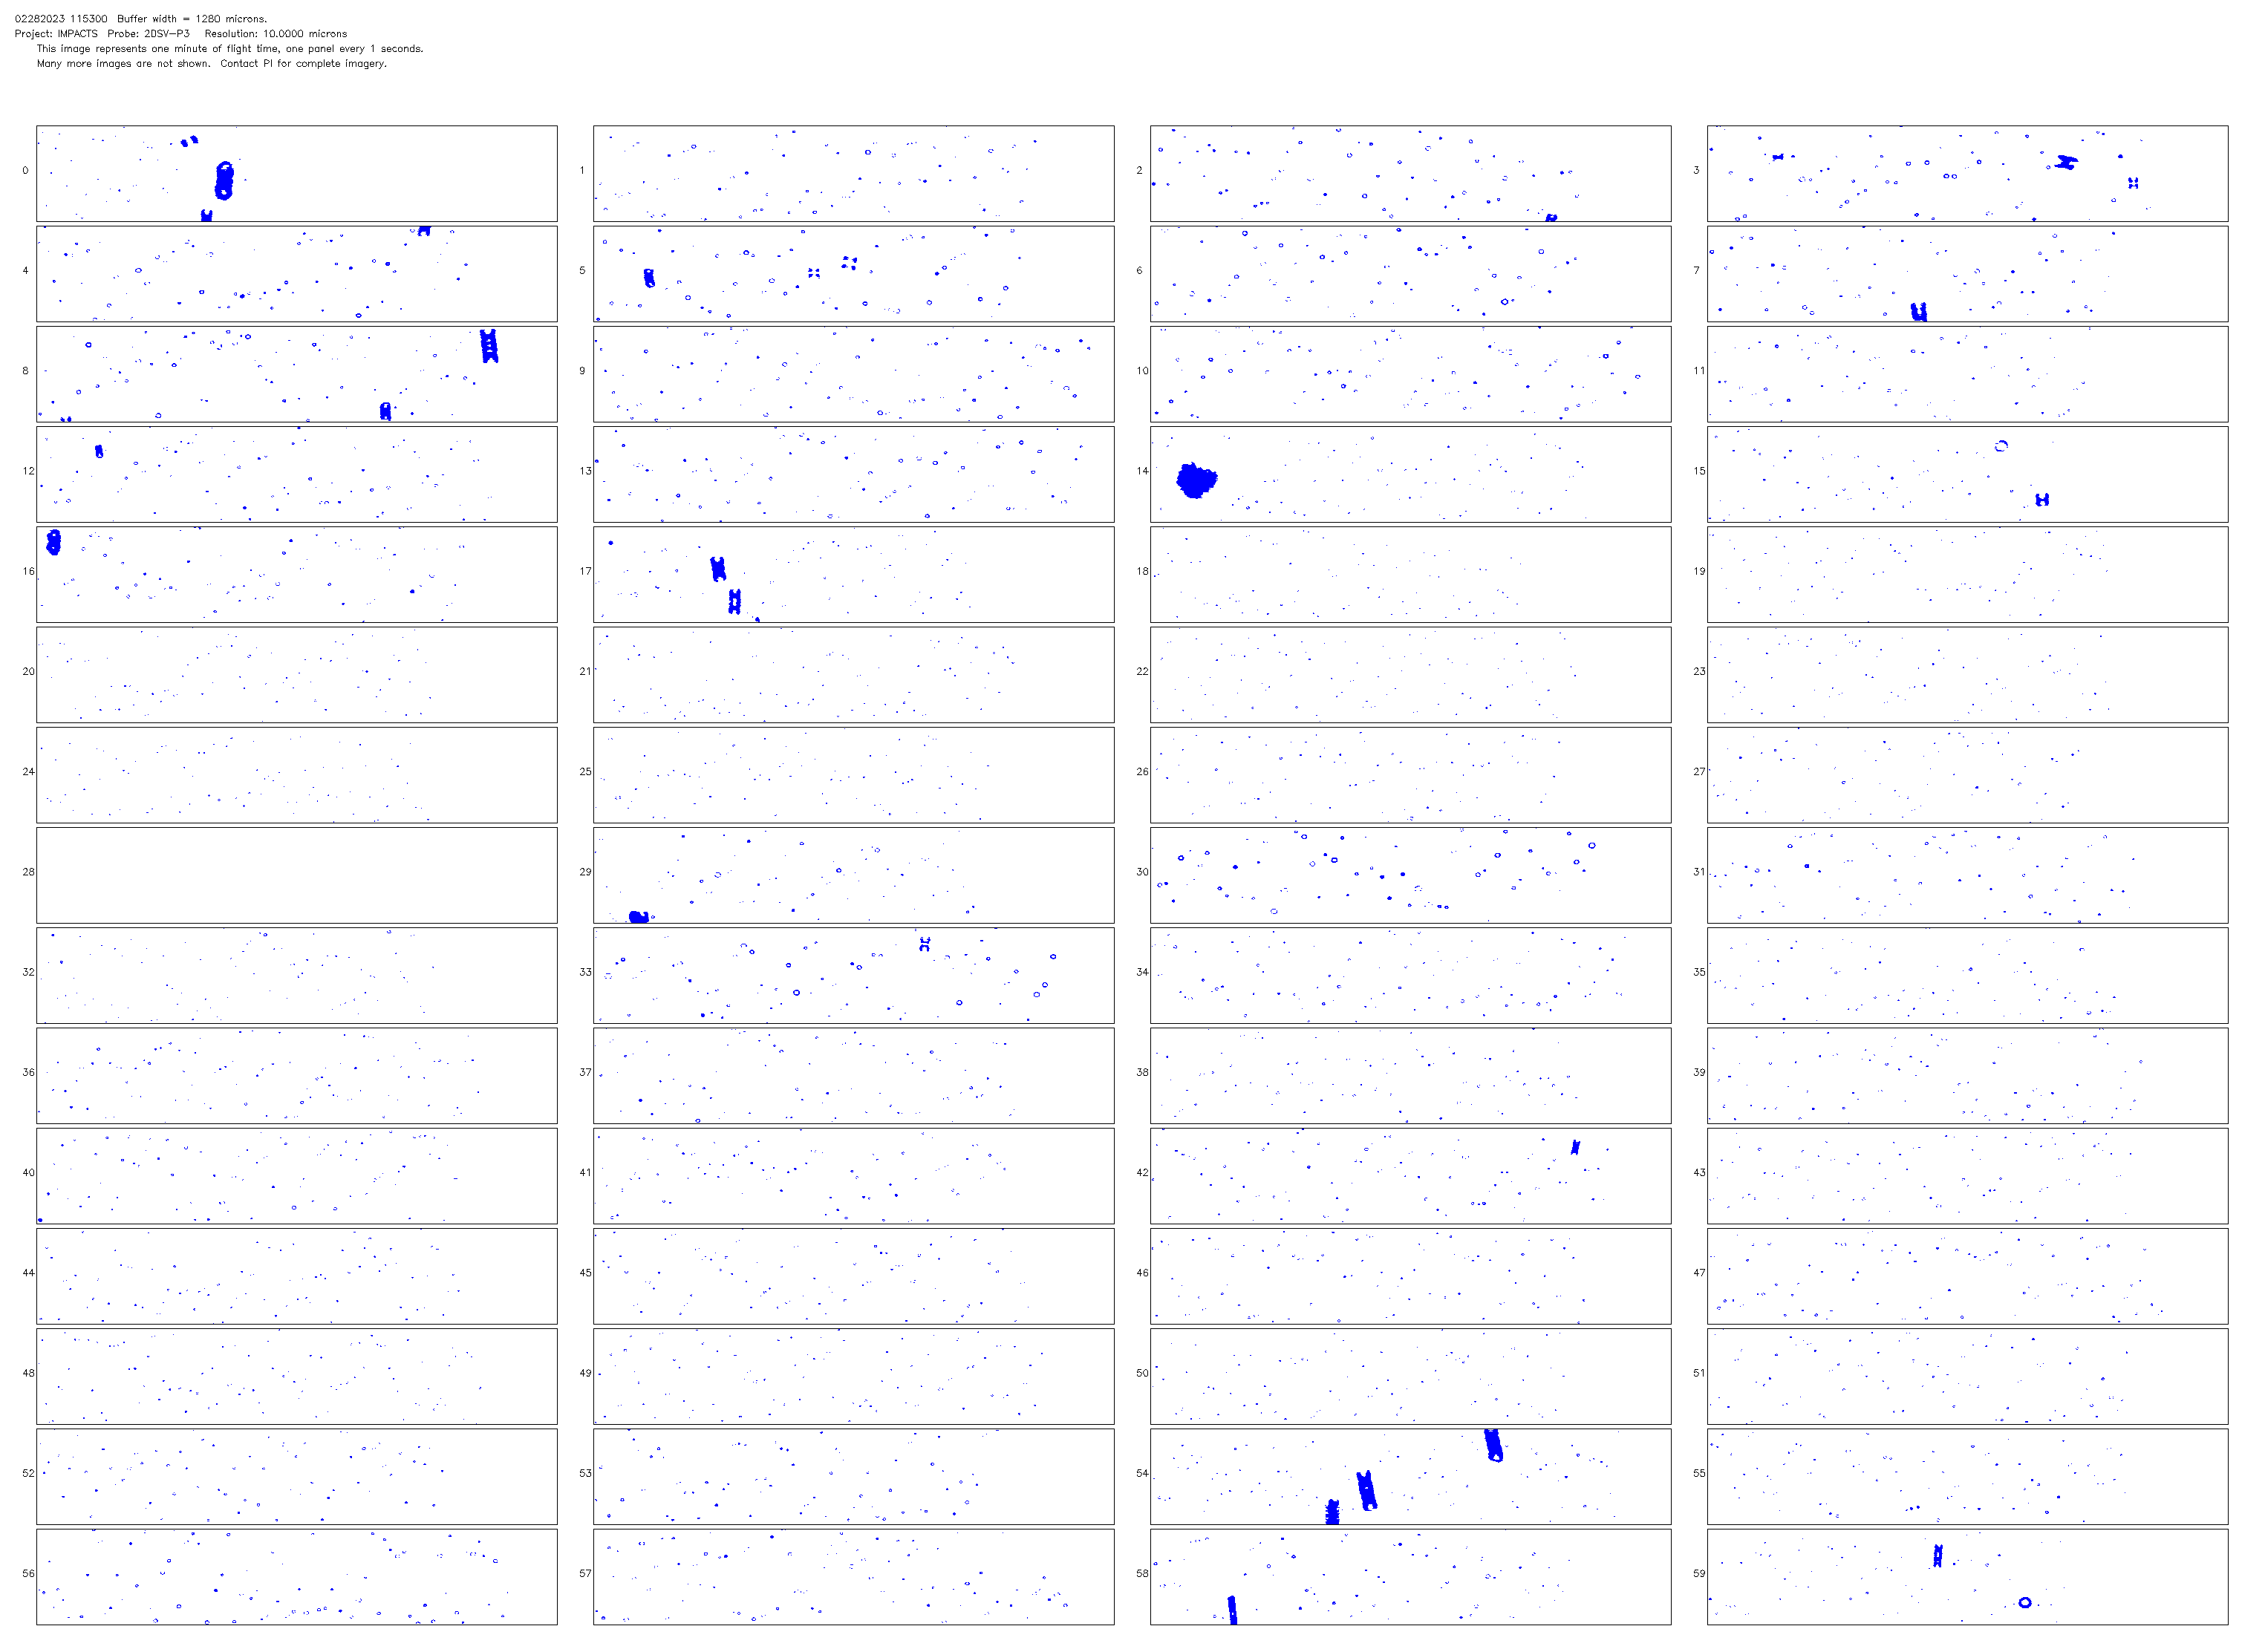 02282023 115300 Buffer width = 1280 microns.
Project: IMPACTS Probe: 2DSV-P3 Resolution: 10.0000 microns
This image represents one minute of flight time, one panel every 1 seconds.
Many more images are not shown. Contact PI for complete imagery.
0 1 2 3
4 5 6 7
8 9 10 11
12 13 14 15
16 17 18 19
20 21 22 23
24 25 26 27
28 29 30 31
32 33 34 35
36 37 38 39
40 41 42 43
44 45 46 47
48 49 50 51
52 53 54 55
56 57 58 59